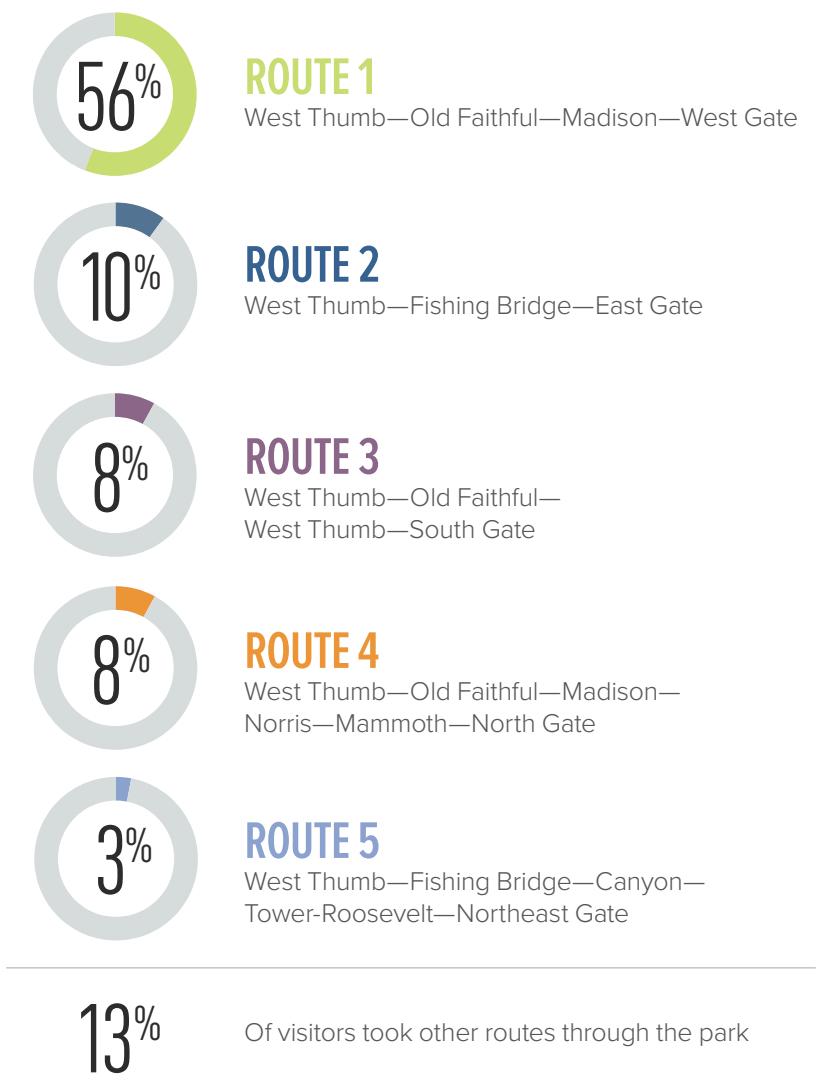 56%
ROUTE 1
West Thumb—Old Faithful—Madison—West Gate
10%
ROUTE 2
West Thumb—Fishing Bridge—East Gate
8%
ROUTE 3
West Thumb—Old Faithful—
West Thumb—South Gate
8%
ROUTE 4
West Thumb—Old Faithful—Madison—
Norris—Mammoth—North Gate
3%
ROUTE 5
West Thumb—Fishing Bridge—Canyon—
Tower-Roosevelt—Northeast Gate
13%
Of visitors took other routes through the park